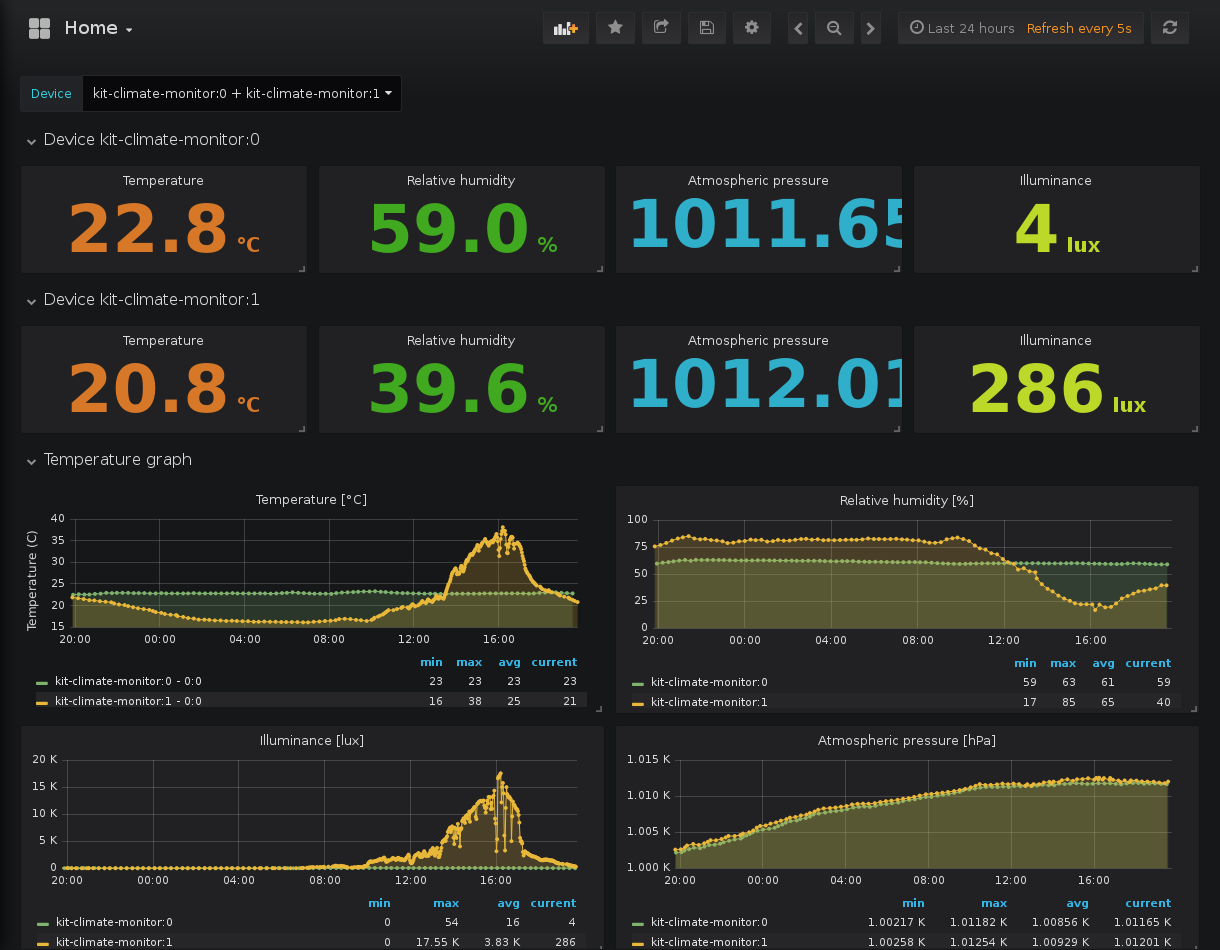 Home
Last 24 hours Refresh every 5s
Device kit-climate-monitor:0 + kit-climate-monitor:1
Device kit-climate-monitor:0
Temperature Relative humidity Atmospheric pressure Illuminance
22.8 °C 59.0 % 1011.65 4 lux
Device kit-climate-monitor:1
Temperature Relative humidity Atmospheric pressure Illuminance
20.8 °C 39.6 % 1012.01 286 lux
Temperature graph
Temperature [°C]
Temperature (C)
40
35
30
25
20
15
20:00 00:00 04:00 08:00 12:00 16:00
min max avg current
kit-climate-monitor:0 - 0:0 23 23 23 23
kit-climate-monitor:1 - 0:0 16 38 25 21
Relative humidity [%]
100
75
50
25
0
20:00 00:00 04:00 08:00 12:00 16:00
min max avg current
kit-climate-monitor:0 59 63 61 59
kit-climate-monitor:1 17 85 65 40
Illuminance [lux]
20 K
15 K
10 K
5 K
0
20:00 00:00 04:00 08:00 12:00 16:00
min max avg current
kit-climate-monitor:0 0 54 16 4
kit-climate-monitor:1 0 17.55 K 3.83 K 286
Atmospheric pressure [hPa]
1.015 K
1.010 K
1.005 K
1.000 K
20:00 00:00 04:00 08:00 12:00 16:00
min max avg current
kit-climate-monitor:0 1.00217 K 1.01182 K 1.00856 K 1.01165 K
kit-climate-monitor:1 1.00258 K 1.01254 K 1.00929 K 1.01201 K